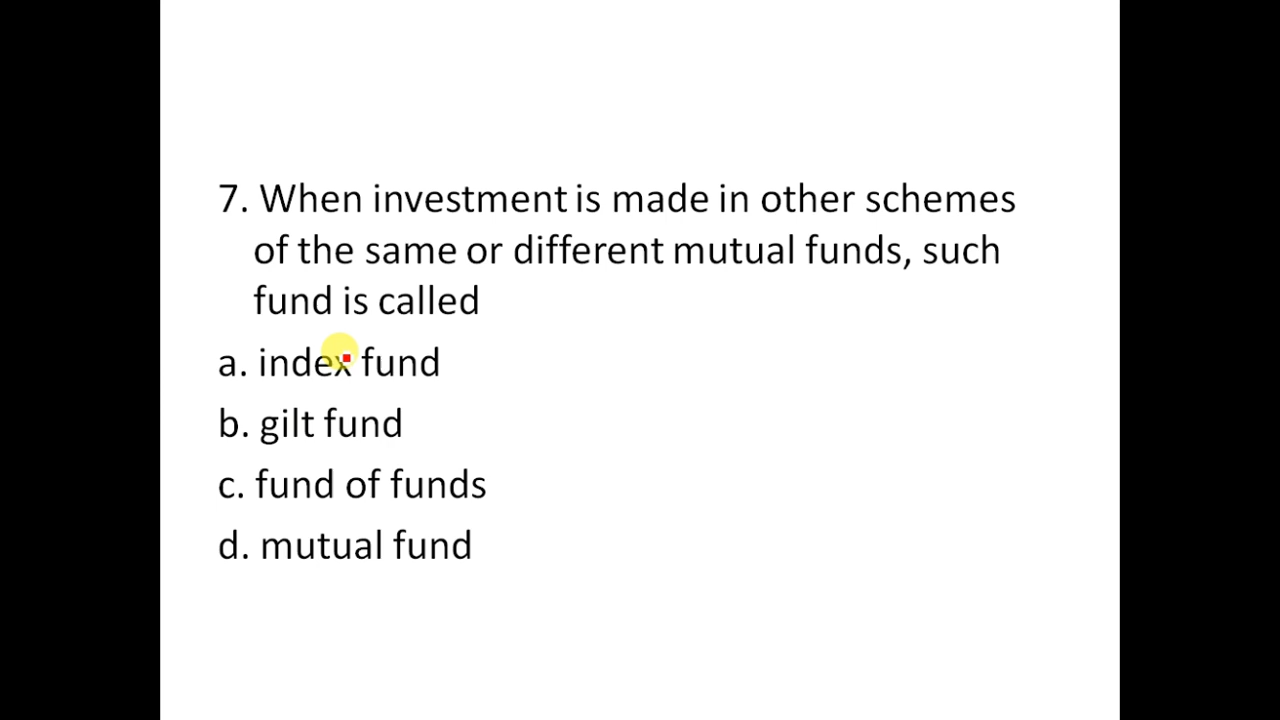 7. When investment is made in other schemes
of the same or different mutual funds, such
fund is called
a. index fund
b. gilt fund
c. fund of funds
d. mutual fund